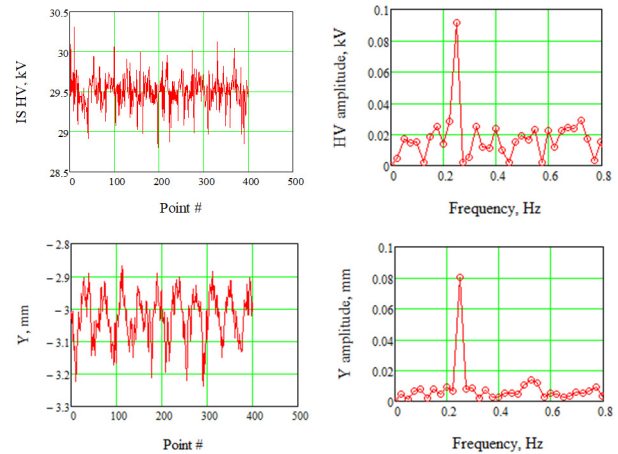 30.5
30
29.5
29
28.5
IS HV, kV
0 100 200 300 400 500
Point #
0.1
0.08
0.06
0.04
0.02
0
HV amplitude, kV
0 0.2 0.4 0.6 0.8
Frequency, Hz
−2.8
−2.9
−3
−3.1
−3.2
−3.3
Y, mm
0 100 200 300 400 500
Point #
0.1
0.08
0.06
0.04
0.02
0
Y amplitude, mm
0 0.2 0.4 0.6 0.8
Frequency, Hz